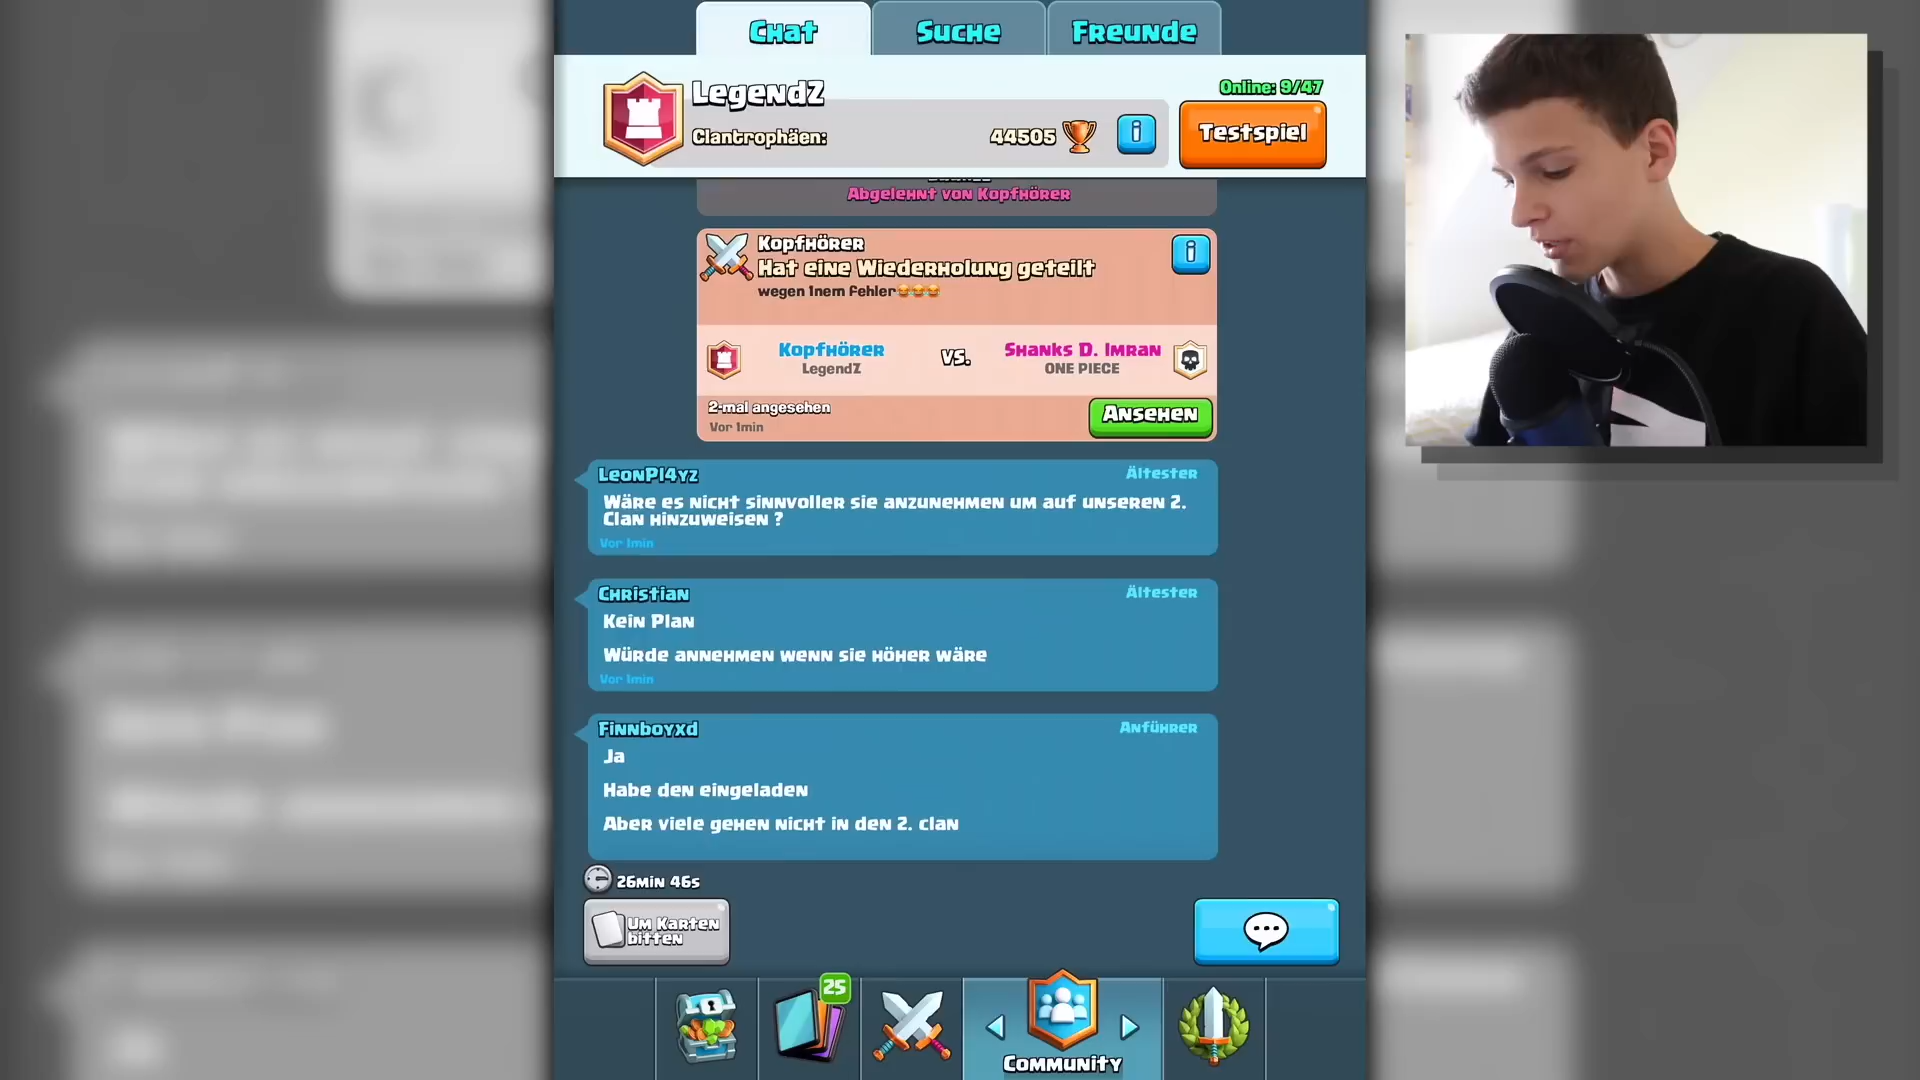 Chat
Suche
Freunde
LegendZ
Online: 9/47
Clantrophäen:
44505
Testspiel
Abgelehnt von Kopfhörer
Kopfhörer
Hat eine Wiederholung geteilt
wegen 1nem Fehler😂😂😂
Kopfhörer
LegendZ
vs.
Shanks D. Imran
ONE PIECE
2-mal angesehen
Vor 1min
Ansehen
LeonPl4yz
Ältester
Wäre es nicht sinnvoller sie anzunehmen um auf unseren 2.
Clan hinzuweisen ?
Vor 1min
Christian
Ältester
Kein Plan
Würde annehmen wenn sie höher wäre
Vor 1min
Finnboyxd
Anführer
Ja
Habe den eingeladen
Aber viele gehen nicht in den 2. clan
26min 46s
Um Karten
bitten
25
Community